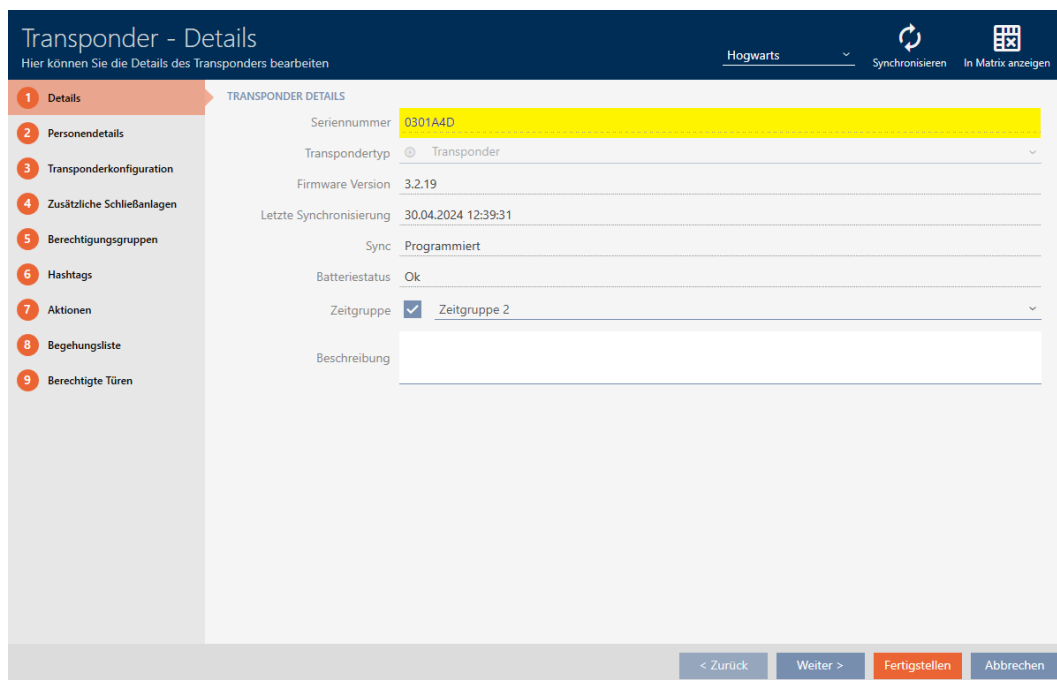 Transponder - Details
Hier können Sie die Details des Transponders bearbeiten
Hogwarts
Synchronisieren
In Matrix anzeigen
1 Details
2 Personendetails
3 Transponderkonfiguration
4 Zusätzliche Schließanlagen
5 Berechtigungsgruppen
6 Hashtags
7 Aktionen
8 Begehungsliste
9 Berechtigte Türen
TRANSPONDER DETAILS
Seriennummer 0301A4D
Transpondertyp Transponder
Firmware Version 3.2.19
Letzte Synchronisierung 30.04.2024 12:39:31
Sync Programmiert
Batteriestatus Ok
Zeitgruppe Zeitgruppe 2
Beschreibung
< Zurück Weiter > Fertigstellen Abbrechen